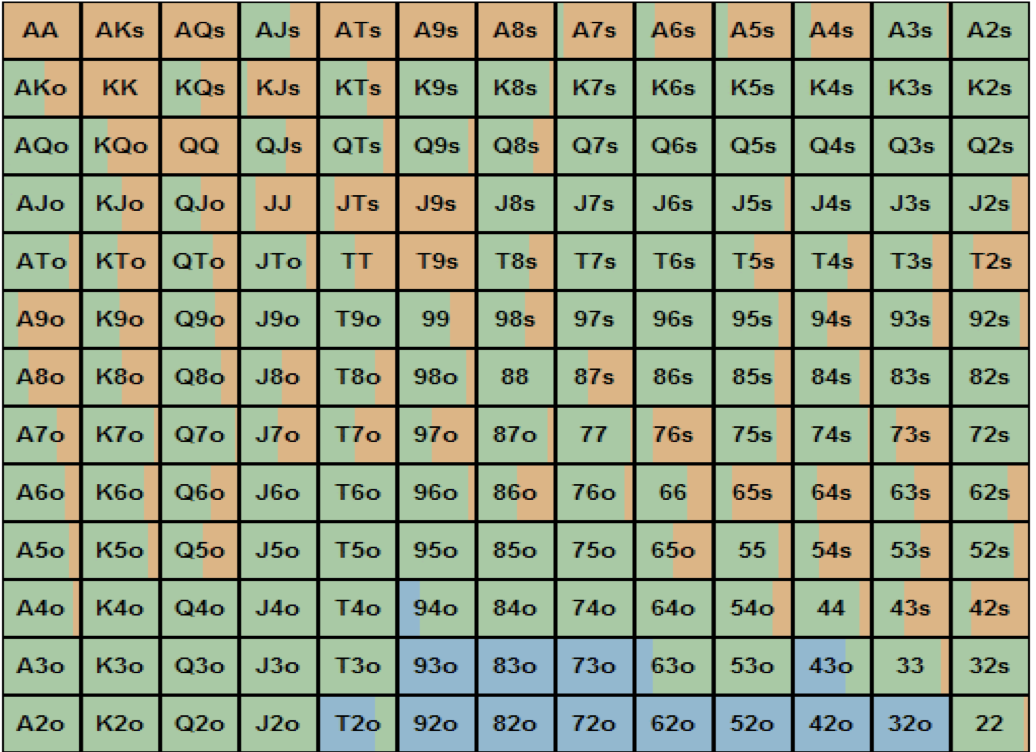 AA AKs AQs AJs ATs A9s A8s A7s A6s A5s A4s A3s A2s
AKo KK KQs KJs KTs K9s K8s K7s K6s K5s K4s K3s K2s
AQo KQo QQ QJs QTs Q9s Q8s Q7s Q6s Q5s Q4s Q3s Q2s
AJo KJo QJo JJ JTs J9s J8s J7s J6s J5s J4s J3s J2s
ATo KTo QTo JTo TT T9s T8s T7s T6s T5s T4s T3s T2s
A9o K9o Q9o J9o T9o 99 98s 97s 96s 95s 94s 93s 92s
A8o K8o Q8o J8o T8o 98o 88 87s 86s 85s 84s 83s 82s
A7o K7o Q7o J7o T7o 97o 87o 77 76s 75s 74s 73s 72s
A6o K6o Q6o J6o T6o 96o 86o 76o 66 65s 64s 63s 62s
A5o K5o Q5o J5o T5o 95o 85o 75o 65o 55 54s 53s 52s
A4o K4o Q4o J4o T4o 94o 84o 74o 64o 54o 44 43s 42s
A3o K3o Q3o J3o T3o 93o 83o 73o 63o 53o 43o 33 32s
A2o K2o Q2o J2o T2o 92o 82o 72o 62o 52o 42o 32o 22